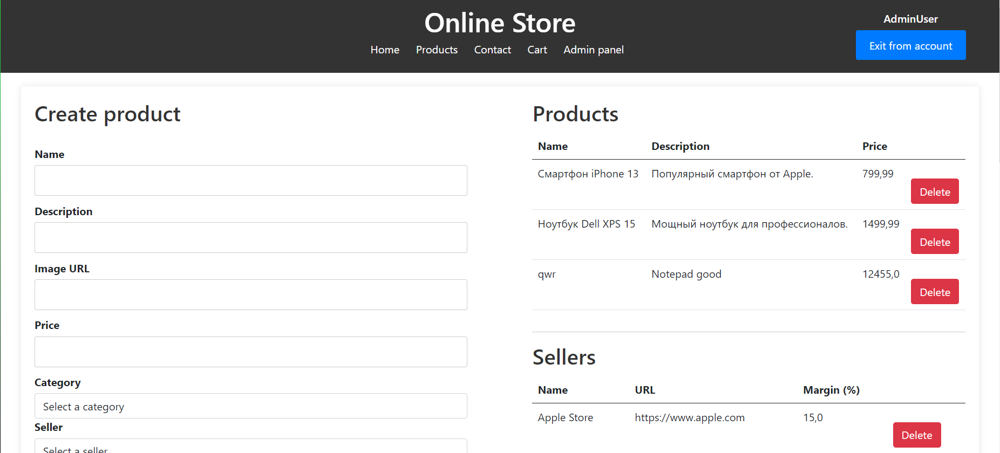 Online Store
Home Products Contact Cart Admin panel
AdminUser
Exit from account
Create product
Name
Description
Image URL
Price
Category
Select a category
Seller
Select a seller
Products
Name Description Price
Смартфон iPhone 13 Популярный смартфон от Apple. 799,99
Delete
Ноутбук Dell XPS 15 Мощный ноутбук для профессионалов. 1499,99
Delete
qwr Notepad good 12455,0
Delete
Sellers
Name URL Margin (%)
Apple Store https://www.apple.com 15,0
Delete